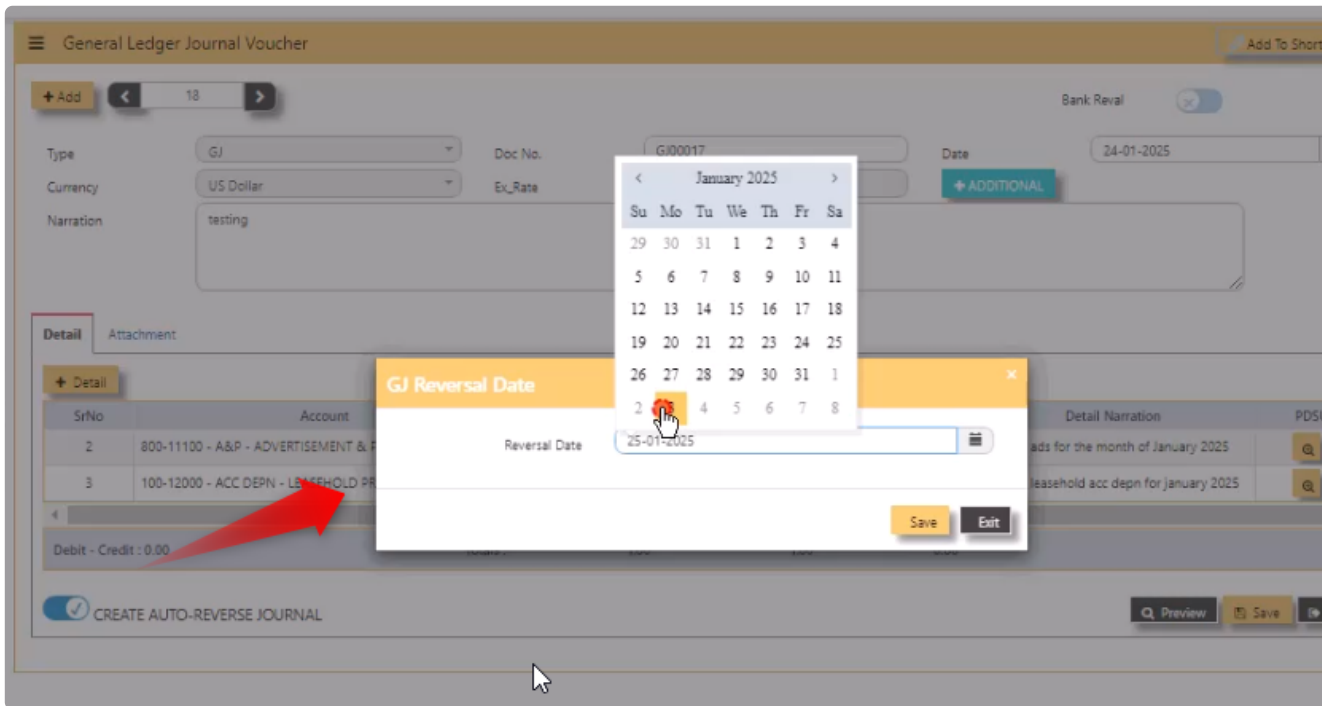 General Ledger Journal Voucher
Add To Short
+ Add
18
Bank Reval
Type
GJ
Doc No.
GJ00017
Date
24-01-2025
Currency
US Dollar
Ex_Rate
+ ADDITIONAL
Narration
testing
January 2025
Su Mo Tu We Th Fr Sa
29 30 31 1 2 3 4
5 6 7 8 9 10 11
12 13 14 15 16 17 18
19 20 21 22 23 24 25
26 27 28 29 30 31 1
2 4 5 6 7 8
Detail
Attachment
+ Detail
GJ Reversal Date
×
Reversal Date
25-01-2025
Save
Exit
SrNo
Account
Detail Narration
2
800-11100 - A&P - ADVERTISEMENT &
ads for the month of January 2025
3
100-12000 - ACC DEPN - LEASEHOLD PR
leasehold acc depn for january 2025
Debit - Credit : 0.00
CREATE AUTO-REVERSE JOURNAL
Preview
Save